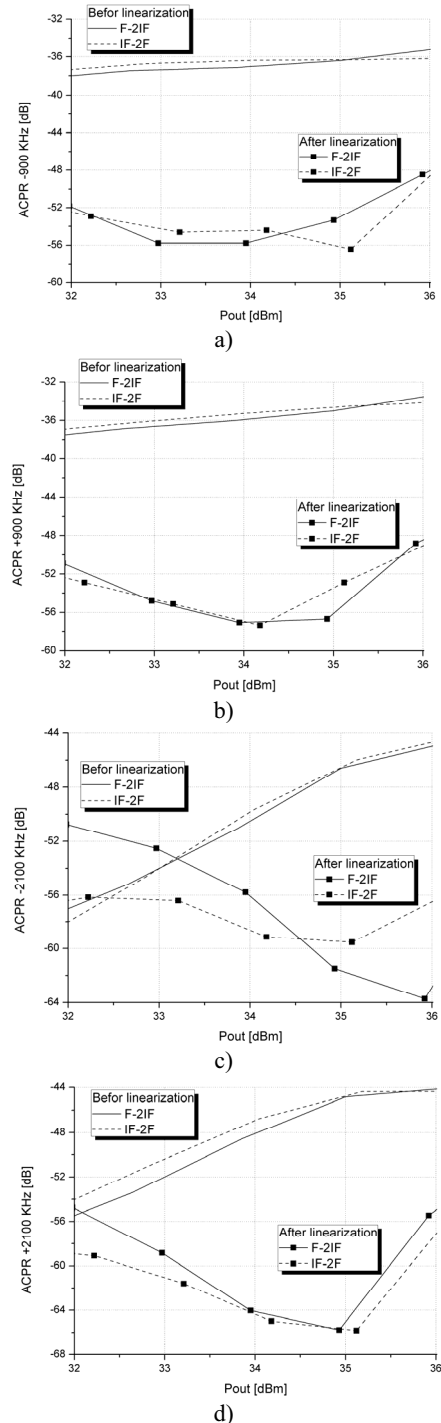 Befor linearization
F-2IF
IF-2F
After linearization
F-2IF
IF-2F
-32
-36
-40
-44
-48
-52
-56
-60
ACPR -900 KHz [dB]
32
33
34
35
36
Pout [dBm]
a)
Befor linearization
F-2IF
IF-2F
After linearization
F-2IF
IF-2F
-32
-36
-40
-44
-48
-52
-56
-60
ACPR +900 KHz [dB]
32
33
34
35
36
Pout [dBm]
b)
Befor linearization
F-2IF
IF-2F
After linearization
F-2IF
IF-2F
-44
-48
-52
-56
-60
-64
ACPR -2100 KHz [dB]
32
33
34
35
36
Pout [dBm]
c)
Befor linearization
F-2IF
IF-2F
After linearization
F-2IF
IF-2F
-44
-48
-52
-56
-60
-64
-68
ACPR +2100 KHz [dB]
32
33
34
35
36
Pout [dBm]
d)